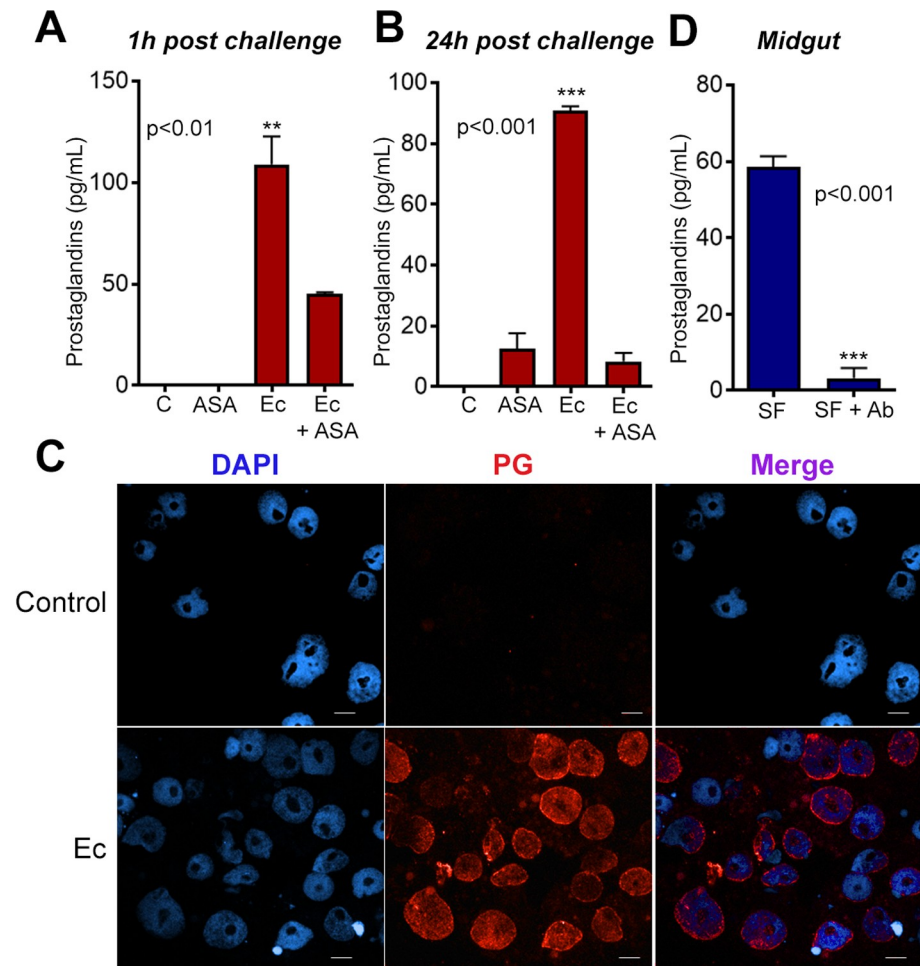 A
1h post challenge
Prostaglandins (pg/mL)
150
100
50
0
p<0.01
**
C
ASA
Ec
Ec
+ ASA
B
24h post challenge
Prostaglandins (pg/mL)
100
80
60
40
20
0
p<0.001
***
C
ASA
Ec
Ec
+ ASA
D
Midgut
Prostaglandins (pg/mL)
80
60
40
20
0
p<0.001
***
SF
SF + Ab
C
DAPI
PG
Merge
Control
Ec